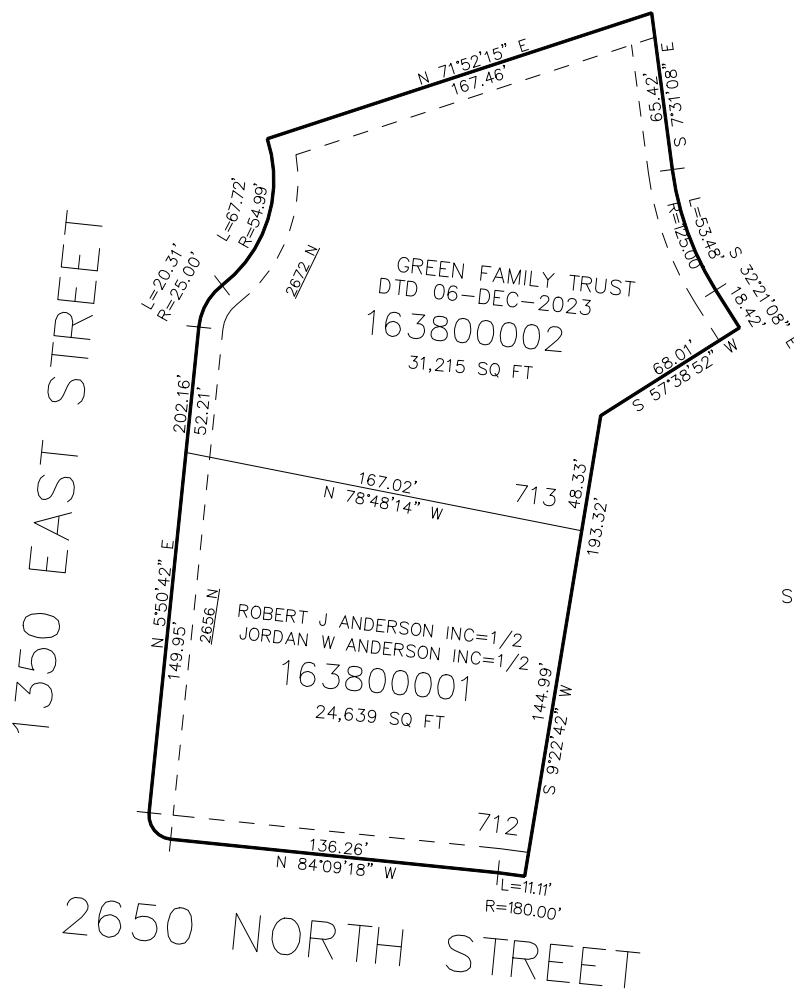 N 71°52'15" E
167.46'
65.42'
S 7°31'08" E
L=67.72'
R=54.99'
L=53.48'
R=125.00
L=20.31'
R=25.00'
2672 N
S 32°21'08" E
18.42'
GREEN FAMILY TRUST
DTD 06-DEC-2023
163800002
31,215 SQ FT
68.01'
S 57°38'52" W
202.16'
52.21'
167.02'
N 78°48'14" W
713
48.33'
193.32'
1350 EAST STREET
N 5°50'42" E
149.95'
2656 N
S
ROBERT J ANDERSON INC=1/2
JORDAN W ANDERSON INC=1/2
163800001
24,639 SQ FT
144.99'
S 9°22'42" W
712
136.26'
N 84°09'18" W
L=11.11'
R=180.00'
2650 NORTH STREET